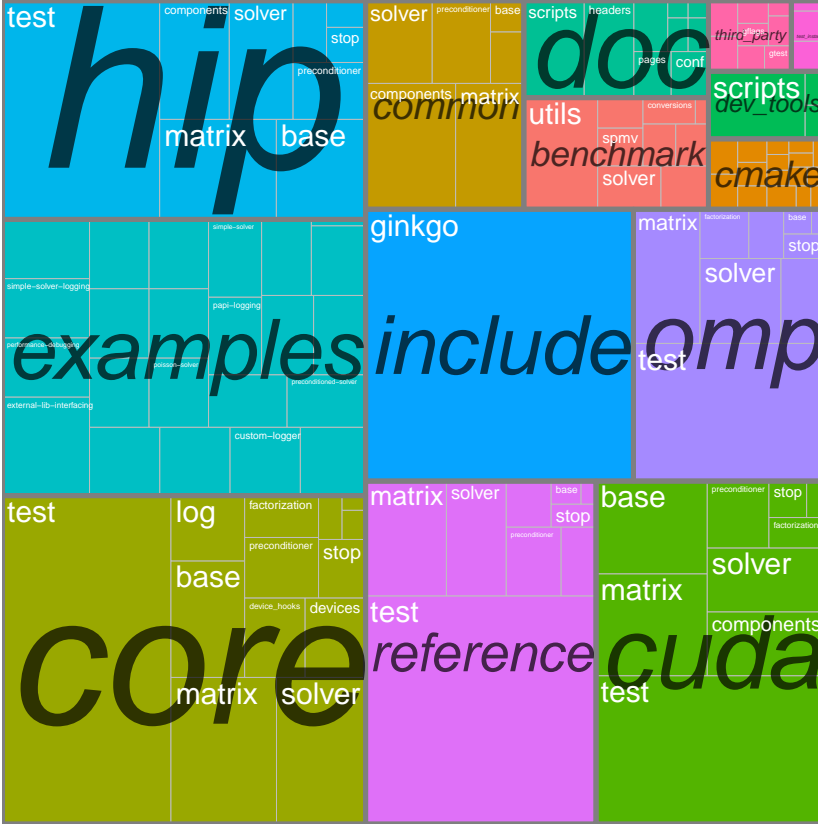 test
components
solver
stop
preconditioner
matrix
base
hip
solver
preconditioner
base
components
matrix
common
scripts
headers
pages
conf
doc
third_party
gflags
gtest
scripts
dev_tools
utils
conversions
spmv
solver
benchmark
cmake
simple-solver
simple-solver-logging
papi-logging
performance-debugging
poisson-solver
preconditioned-solver
external-lib-interfacing
custom-logger
examples
ginkgo
include
matrix
factorization
base
stop
solver
test
omp
test
log
factorization
preconditioner
stop
base
device_hooks
devices
matrix
solver
core
matrix
solver
base
stop
preconditioner
test
reference
base
preconditioner
stop
factorization
solver
matrix
components
test
cuda